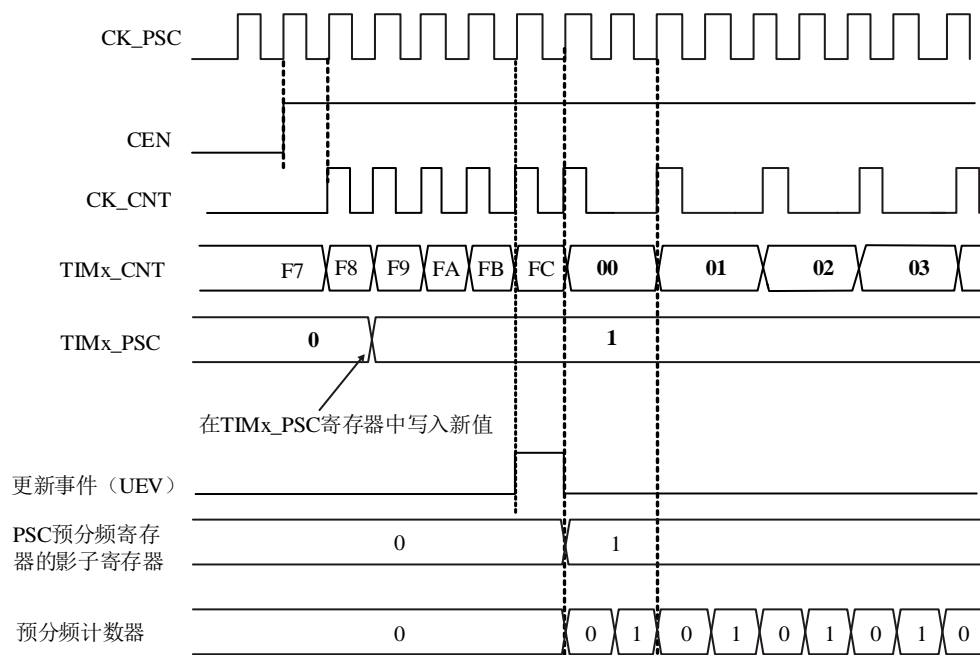 CK_PSC
CEN
CK_CNT
TIMx_CNT F7 F8 F9 FA FB FC 00 01 02 03
TIMx_PSC 0 1
在TIMx_PSC寄存器中写入新值
更新事件（UEV）
PSC预分频寄存
器的影子寄存器 0 1
预分频计数器 0 0 1 0 1 0 1 0 1 0